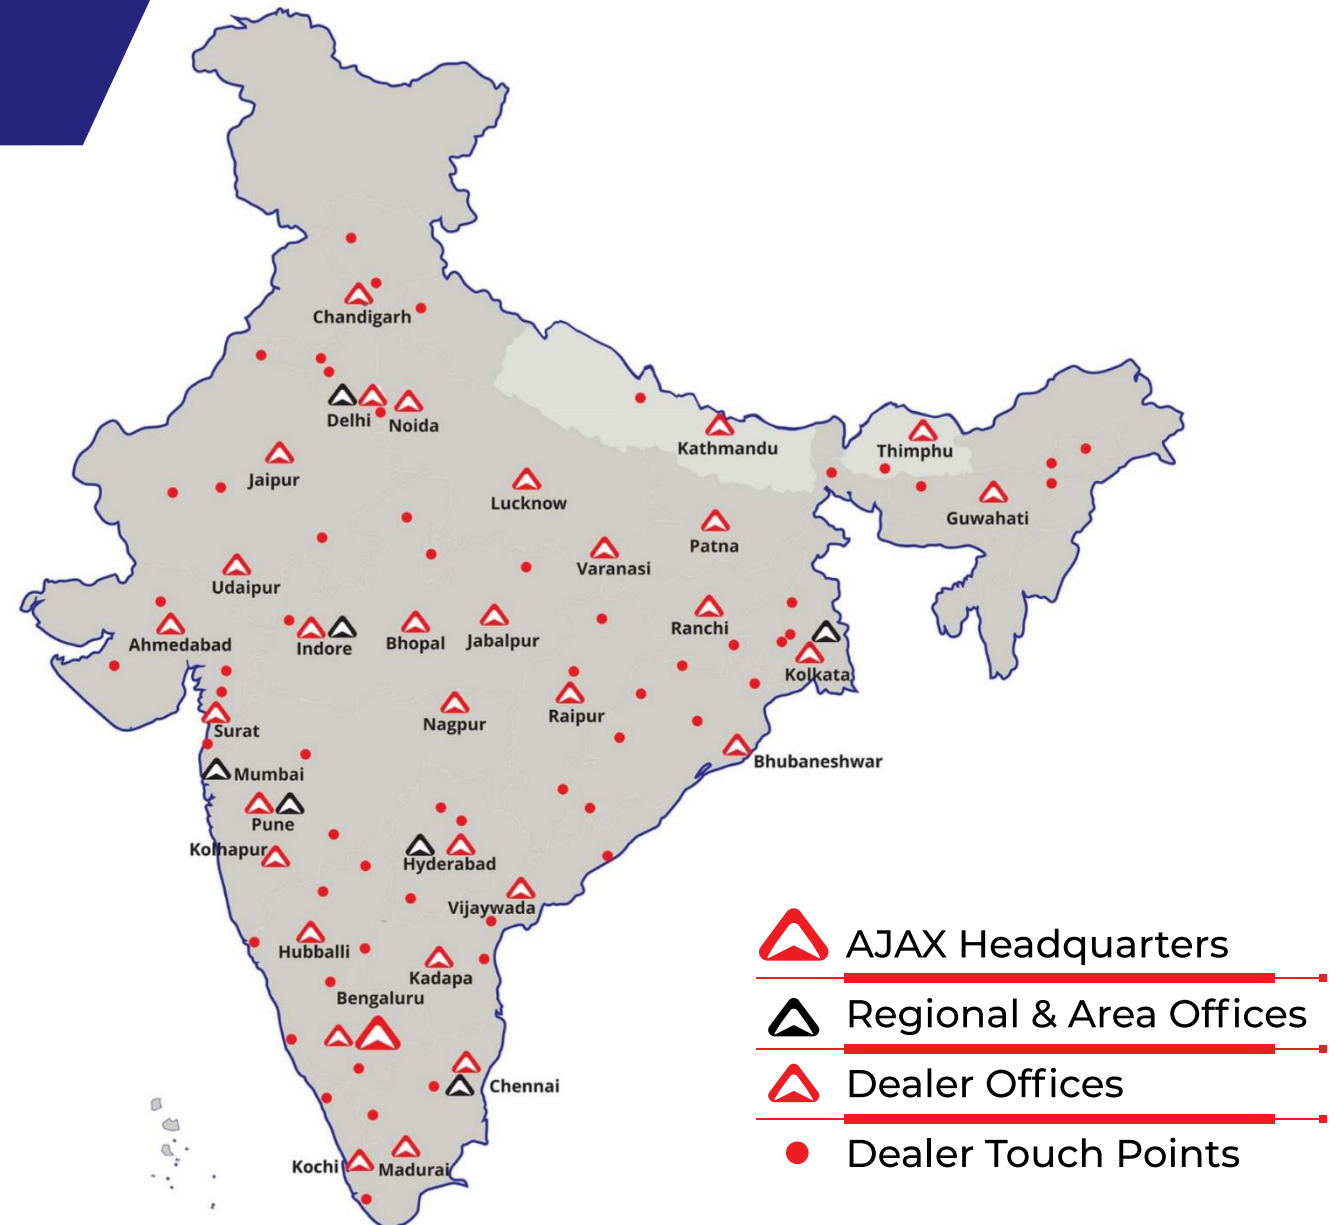 Chandigarh
Delhi
Noida
Kathmandu
Thimphu
Jaipur
Lucknow
Guwahati
Patna
Varanasi
Udaipur
Ranchi
Ahmedabad
Indore
Bhopal
Jabalpur
Kolkata
Nagpur
Raipur
Surat
Bhubaneshwar
Mumbai
Pune
Kolhapur
Hyderabad
Vijaywada
Hubballi
Kadapa
Bengaluru
Chennai
Kochi
Madurai
AJAX Headquarters
Regional & Area Offices
Dealer Offices
Dealer Touch Points